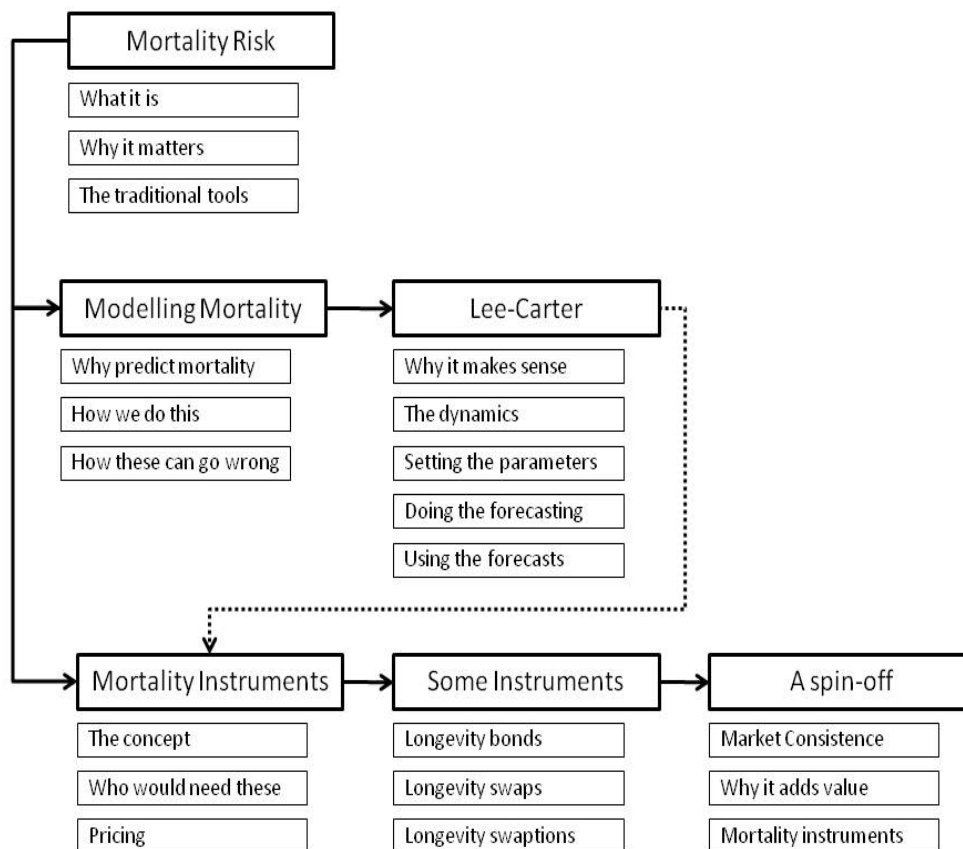 Mortality Risk
What it is
Why it matters
The traditional tools
Modelling Mortality
Why predict mortality
How we do this
How these can go wrong
Lee-Carter
Why it makes sense
The dynamics
Setting the parameters
Doing the forecasting
Using the forecasts
Mortality Instruments
The concept
Who would need these
Pricing
Some Instruments
Longevity bonds
Longevity swaps
Longevity swaptions
A spin-off
Market Consistence
Why it adds value
Mortality instruments